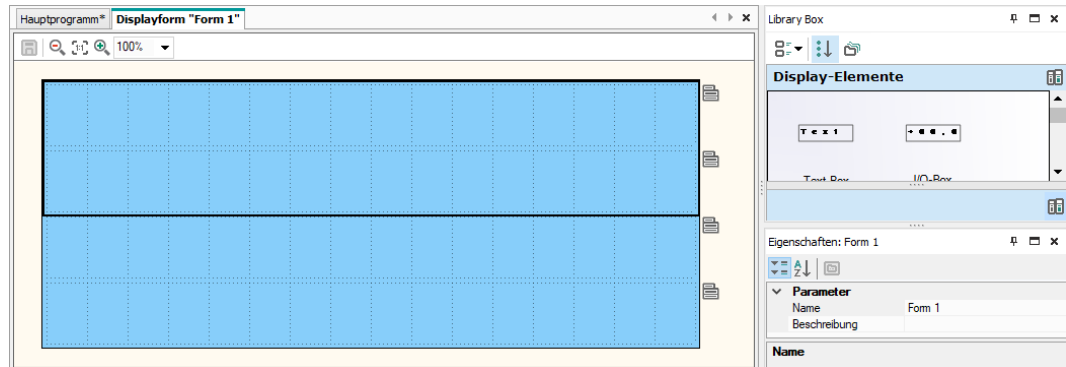 Hauptprogramm* Displayform "Form 1"
100%
Library Box
Display-Elemente
Text
Text Box I/O-Box
Eigenschaften: Form 1
Parameter
Name Form 1
Beschreibung
Name